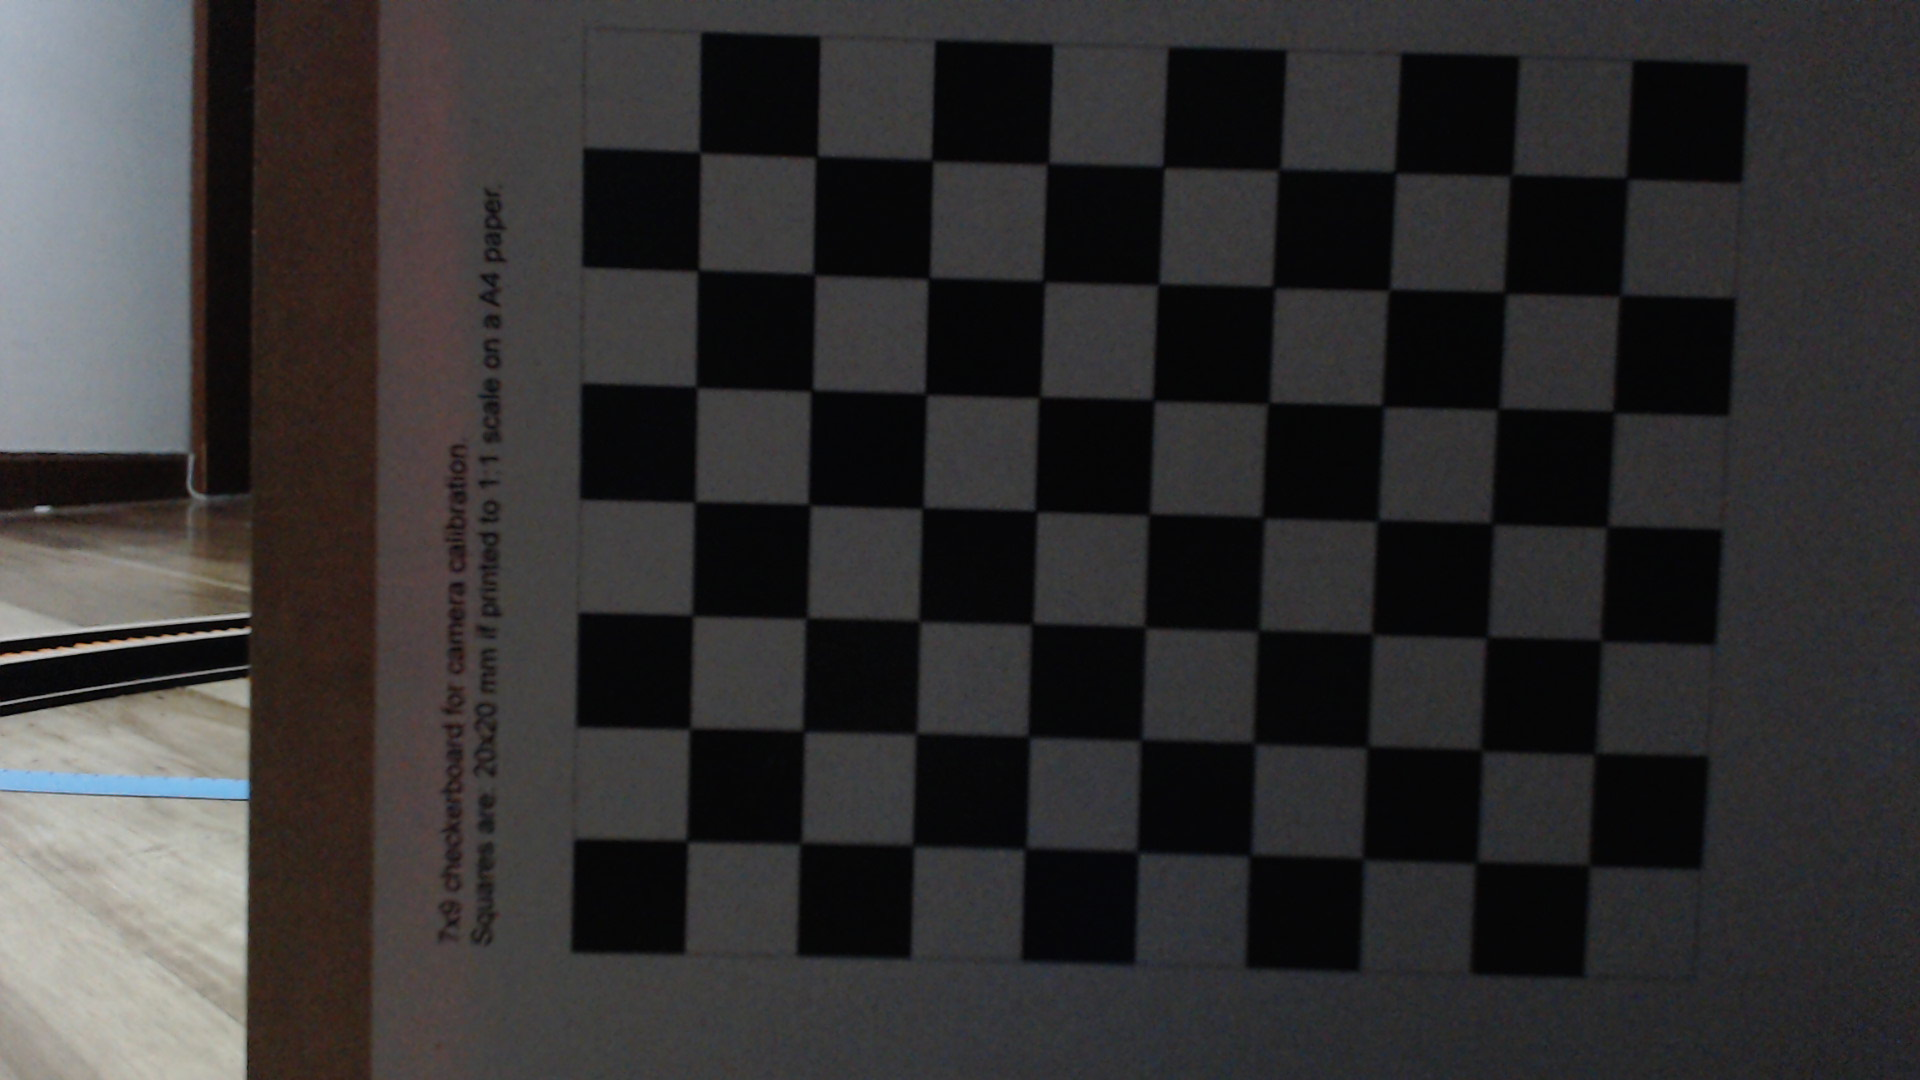 7x9 checkerboard for camera calibration.
Squares are: 20x20 mm if printed to 1:1 scale on a A4 paper.